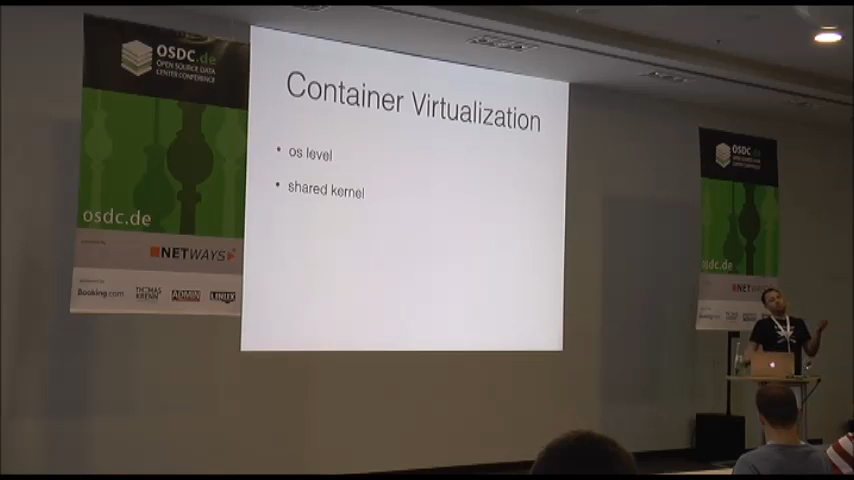 OSDC.de
OPEN SOURCE DATA
CENTER CONFERENCE
osdc.de
NETWAYS
Booking.com
THOMAS
KRENN
ADMIN
LINUX
Container Virtualization
• os level
• shared kernel
OSDC.de
osdc.de
NETWAYS